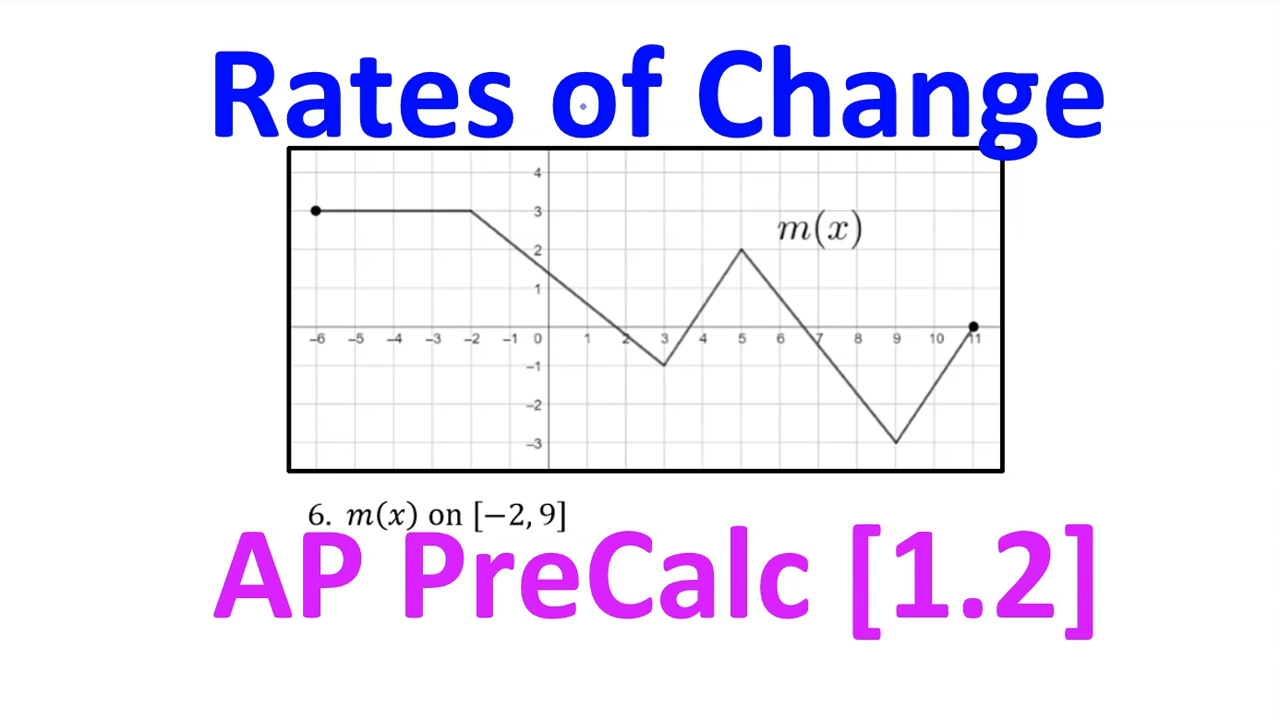 Rates of Change
4
3
m(x)
2
1
−6 −5 −4 −3 −2 −1 0 1 2 3 4 5 6 7 8 9 10 11
−1
−2
−3
6. m(x) on [−2, 9]
AP PreCalc [1.2]